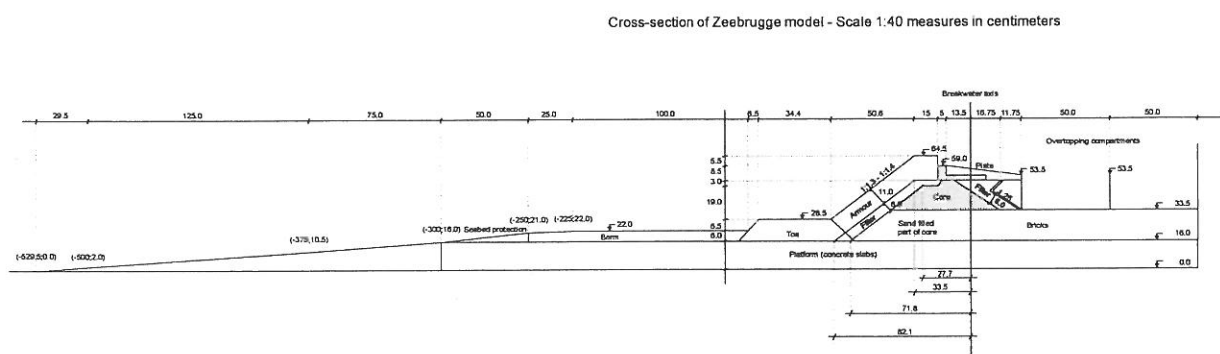 Cross-section of Zeebrugge model - Scale 1:40 measures in centimeters
Breakwater axis
29.5 125.0 75.0 50.0 25.0 100.0 34.4 50.6 15 5 13.5 16.75 11.75 50.0 50.0
Overtopping compartments
64.5
59.0
Plate
53.5
53.5
5.5
5.5
3.0
1:1.3 - 1:1.4
11.0
Core
Filter
19.0
Armour
Filter
33.5
28.5
(-250;21.0) (-225;22.0)
(-300;16.0) Seabed protection
22.0
6.5
Toe
Sand filled
part of core
Bricks
(-375;10.5)
Berm
6.0
16.0
(-629.5;0.0) (-500;2.0)
Platform (concrete slabs)
0.0
27.7
33.5
71.8
82.1